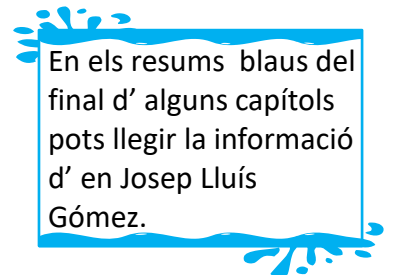 En els resums  blaus del
final d’ alguns capítols
pots llegir la informació
d’ en Josep Lluís
Gómez.